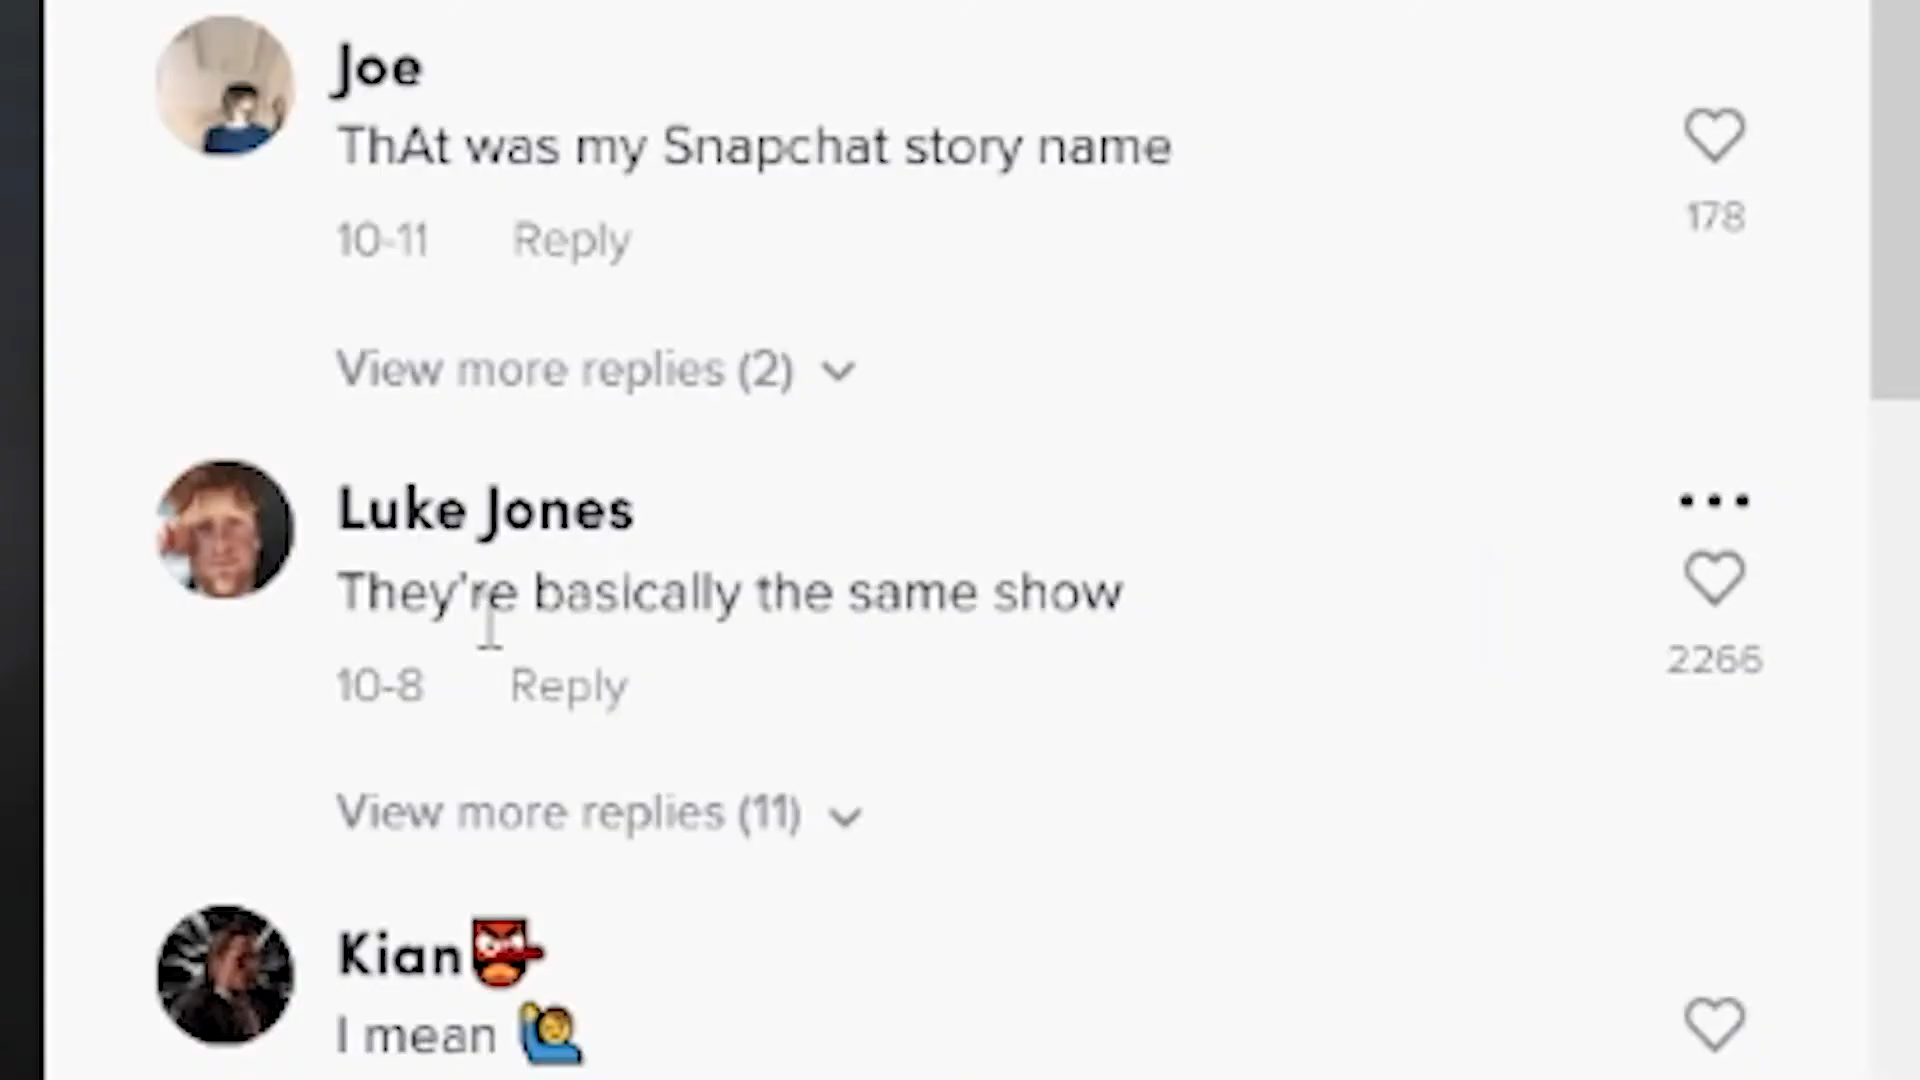 Joe
ThAt was my Snapchat story name
178
10-11 Reply
View more replies (2)
Luke Jones
They're basically the same show
2266
10-8 Reply
View more replies (11)
Kian👺
I mean 🙋‍♂️